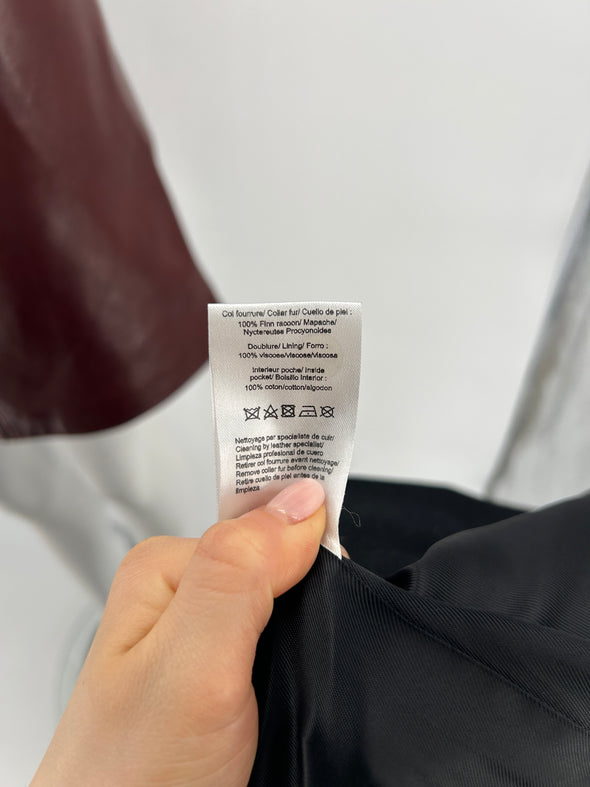 Col fourrure/ Collar fur/ Cuello de piel :
100% Finn racoon/ Mapache/
Nyctereutes Procyonoides
Doublure/ Lining/ Forro :
100% viscose/viscose/viscosa
Interieur poche/ Inside
pocket/ Bolsillo Interior :
100% coton/cotton/algodon
Nettoyage par specialiste de cuir/
Cleaning by leather specialist/
Limpieza profesional de cuero
Retirer col fourrure avant nettoyage/
Remove collar fur before cleaning/
Retire cuello de piel antes de la
limpieza